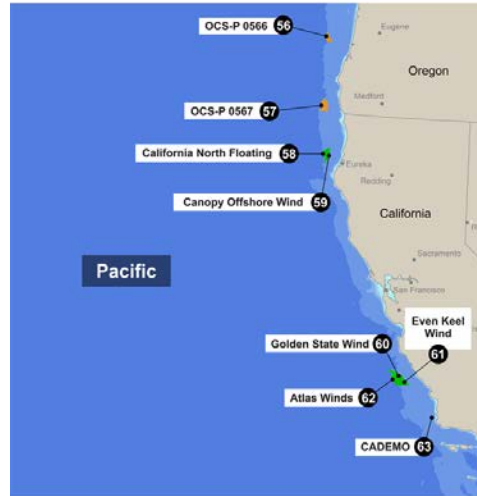 OCS-P 0566 56
Eugene
Oregon
OCS-P 0567 57
Medford
California North Floating 58
Eureka
Redding
Canopy Offshore Wind 59
California
Sacramento
Pacific
San Francisco
Even Keel
Wind
61
Golden State Wind 60
Atlas Winds 62
CADEMO 63